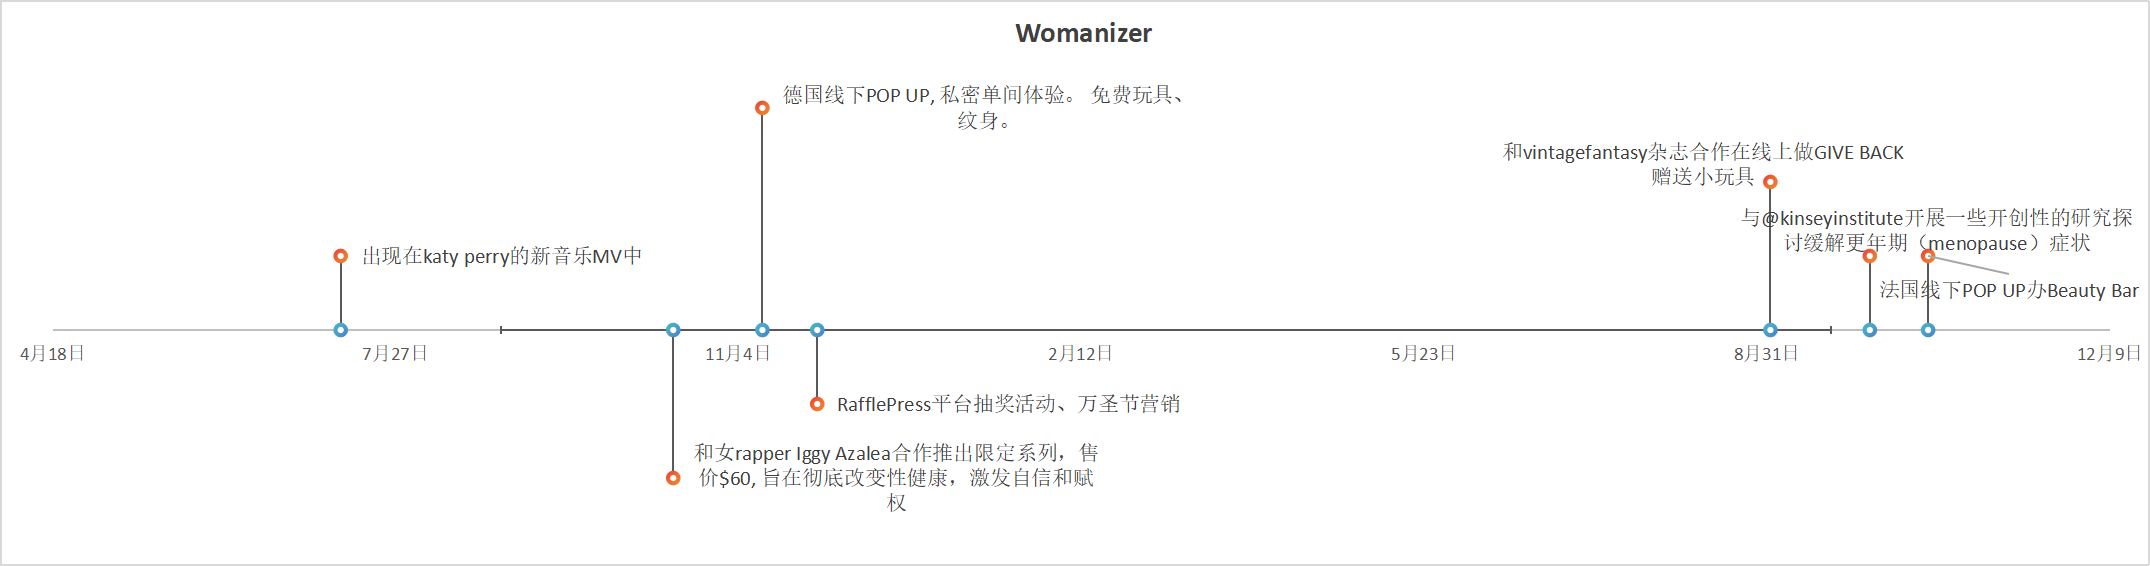 Womanizer
德国线下POP UP, 私密单间体验。 免费玩具、
纹身。
和vintagefantasy杂志合作在线上做GIVE BACK
赠送小玩具
与@kinseyinstitute开展一些开创性的研究探
讨缓解更年期（menopause）症状
出现在katy perry的新音乐MV中
法国线下POP UP办Beauty Bar
4月18日
7月27日
11月4日
2月12日
5月23日
8月31日
12月9日
RafflePress平台抽奖活动、万圣节营销
和女rapper Iggy Azalea合作推出限定系列，售
价$60, 旨在彻底改变性健康，激发自信和赋
权